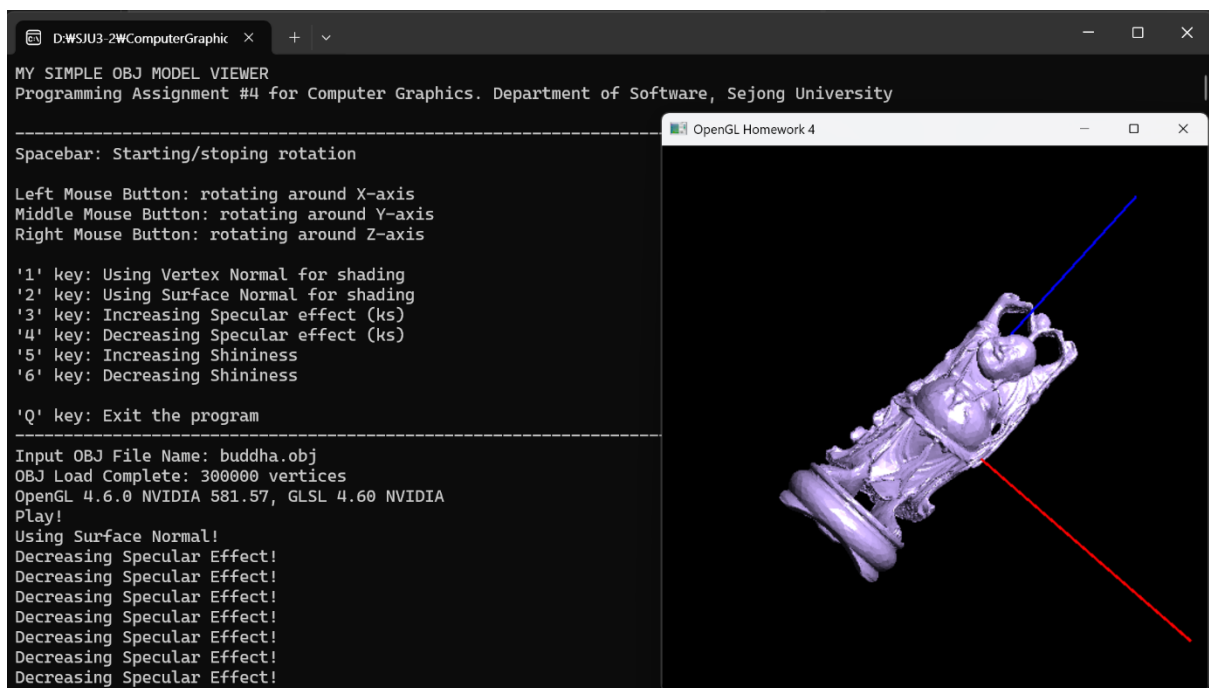 D:₩SJU3-2₩ComputerGraphic
MY SIMPLE OBJ MODEL VIEWER
Programming Assignment #4 for Computer Graphics. Department of Software, Sejong University
Spacebar: Starting/stoping rotation
Left Mouse Button: rotating around X-axis
Middle Mouse Button: rotating around Y-axis
Right Mouse Button: rotating around Z-axis
'1' key: Using Vertex Normal for shading
'2' key: Using Surface Normal for shading
'3' key: Increasing Specular effect (ks)
'4' key: Decreasing Specular effect (ks)
'5' key: Increasing Shininess
'6' key: Decreasing Shininess
'Q' key: Exit the program
Input OBJ File Name: buddha.obj
OBJ Load Complete: 300000 vertices
OpenGL 4.6.0 NVIDIA 581.57, GLSL 4.60 NVIDIA
Play!
Using Surface Normal!
Decreasing Specular Effect!
Decreasing Specular Effect!
Decreasing Specular Effect!
Decreasing Specular Effect!
Decreasing Specular Effect!
Decreasing Specular Effect!
Decreasing Specular Effect!
OpenGL Homework 4